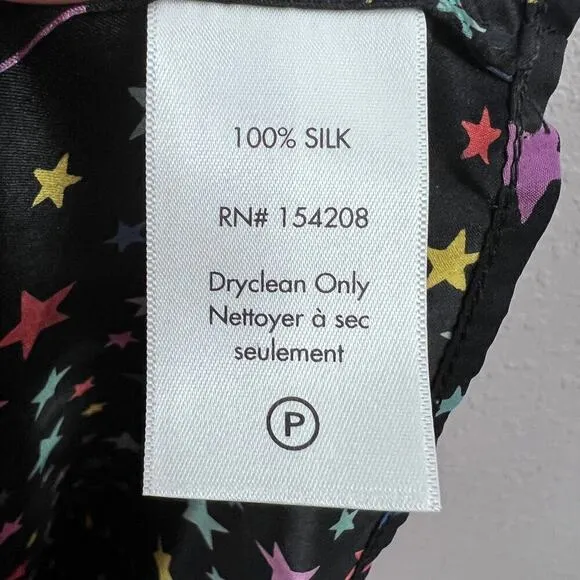 100% SILK
RN# 154208
Dryclean Only
Nettoyer à sec
seulement
P